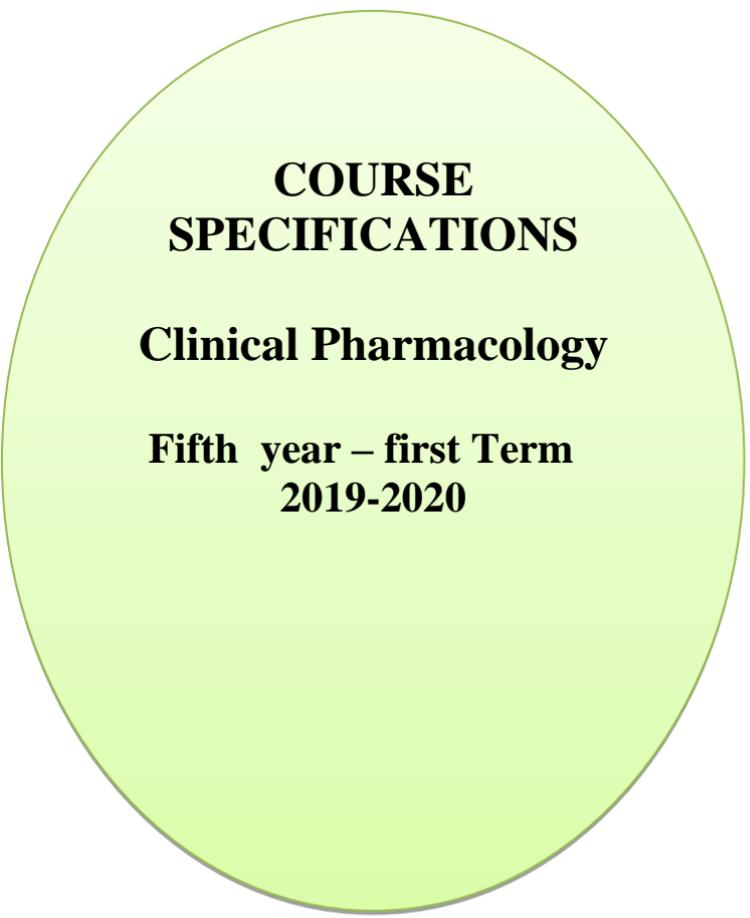 COURSE
SPECIFICATIONS
Clinical Pharmacology
Fifth  year – first Term
2019-2020